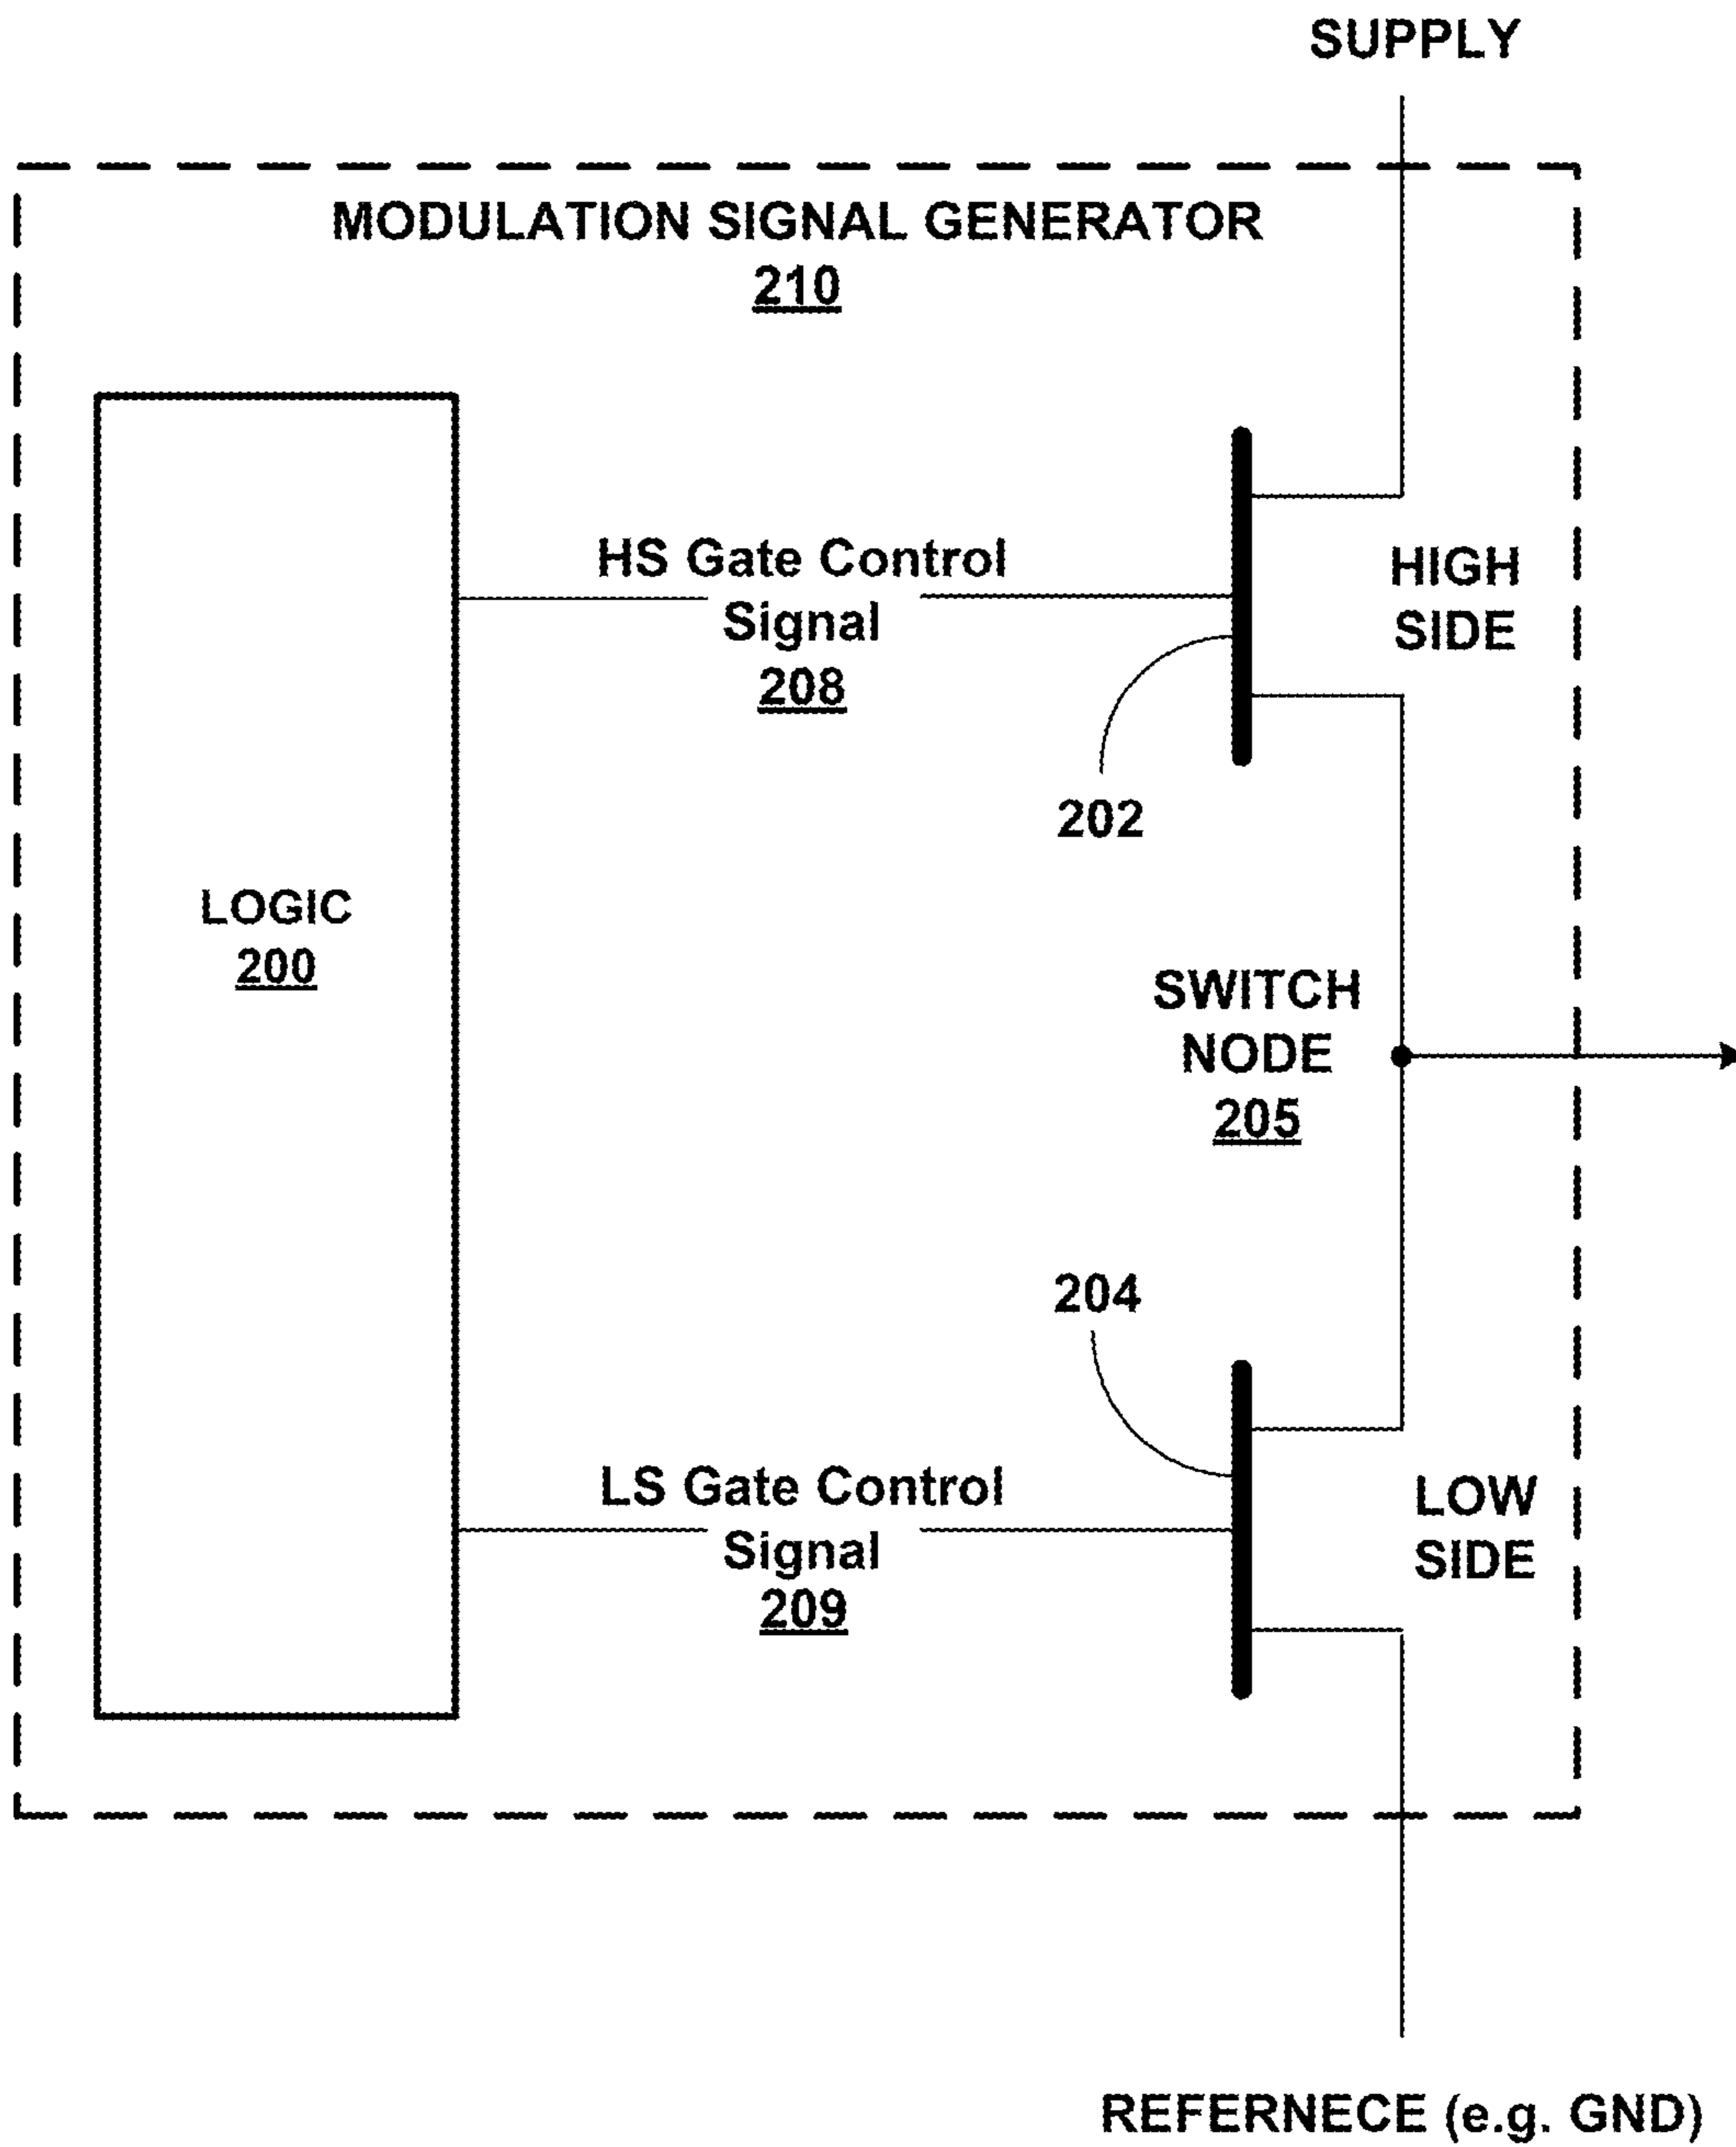 SUPPLY
MODULATION SIGNAL GENERATOR
210
HS Gate Control
Signal
208
HIGH
SIDE
202
LOGIC
200
SWITCH
NODE
205
204
LS Gate Control
Signal
209
LOW
SIDE
REFERNECE (e.g. GND)